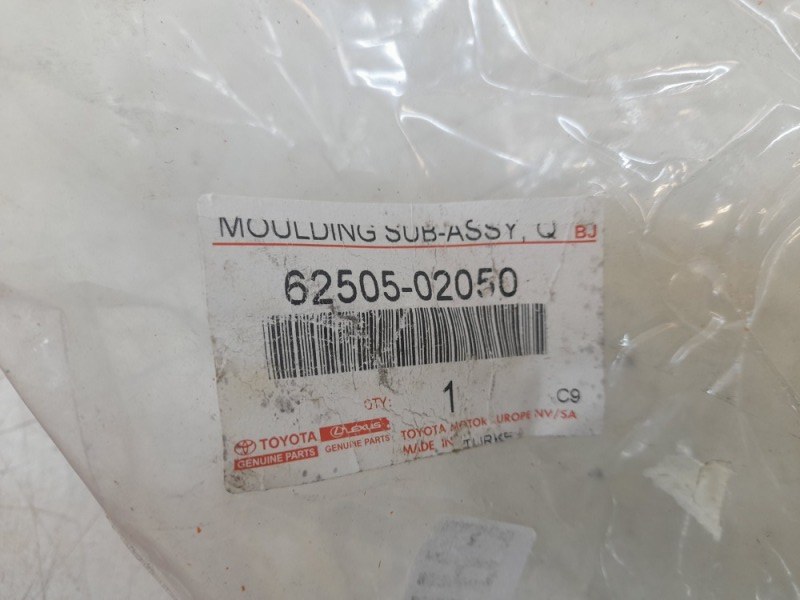 MOULDING SUB-ASSY, Q BJ
62505-02050
QTY: 1 C9
TOYOTA Lexus TOYOTA MOTOR EUROPE NV/SA
GENUINE PARTS GENUINE PARTS MADE IN